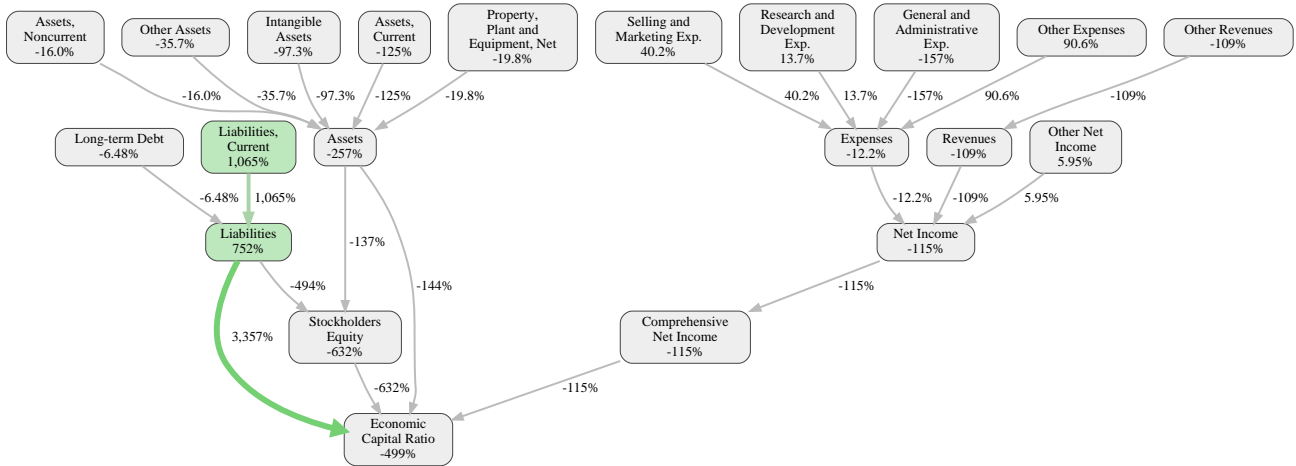 Assets,
Noncurrent
-16.0%
Other Assets
-35.7%
Intangible
Assets
-97.3%
Assets,
Current
-125%
Property,
Plant and
Equipment, Net
-19.8%
Selling and
Marketing Exp.
40.2%
Research and
Development
Exp.
13.7%
General and
Administrative
Exp.
-157%
Other Expenses
90.6%
Other Revenues
-109%
-16.0%
-35.7%
-97.3%
-125%
-19.8%
40.2%
13.7%
-157%
90.6%
-109%
Long-term Debt
-6.48%
Liabilities,
Current
1,065%
Assets
-257%
Expenses
-12.2%
Revenues
-109%
Other Net
Income
5.95%
-6.48%
1,065%
-12.2%
-109%
5.95%
Liabilities
752%
-137%
Net Income
-115%
-494%
-144%
-115%
3,357%
Stockholders
Equity
-632%
Comprehensive
Net Income
-115%
-632%
-115%
Economic
Capital Ratio
-499%